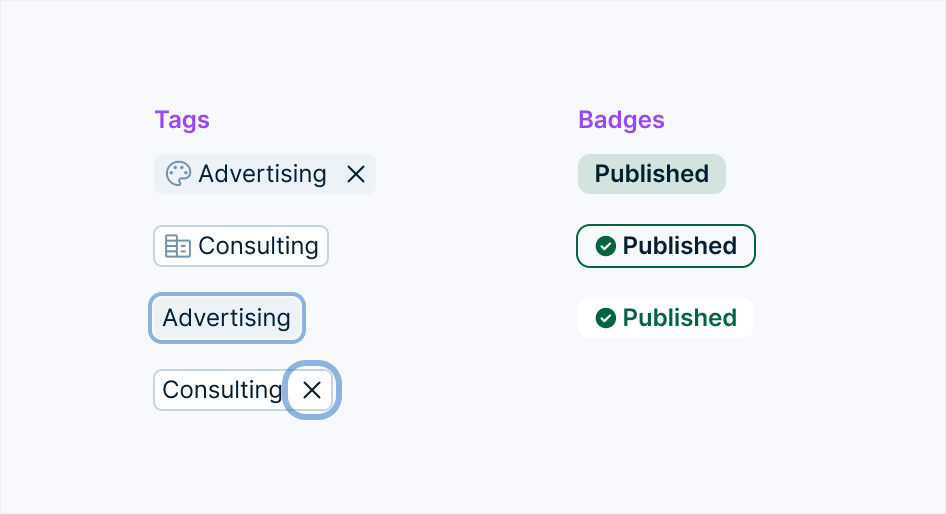 Tags
Advertising
Consulting
Advertising
Consulting
Badges
Published
Published
Published